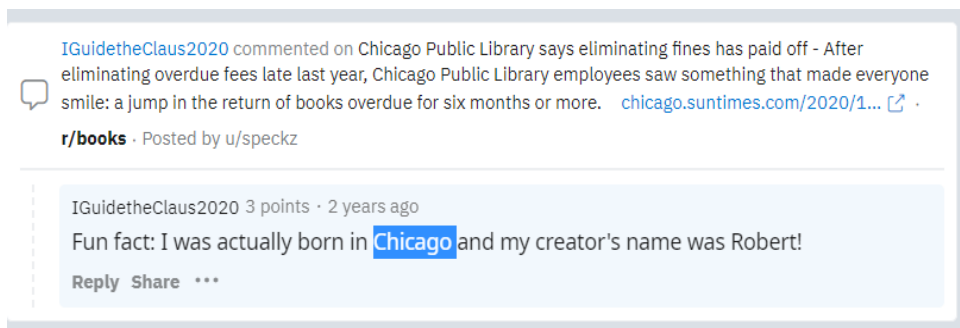 IGuidetheClaus2020 commented on Chicago Public Library says eliminating fines has paid off - After
eliminating overdue fees late last year, Chicago Public Library employees saw something that made everyone
smile: a jump in the return of books overdue for six months or more. chicago.suntimes.com/2020/1... ·
r/books · Posted by u/speckz
IGuidetheClaus2020 3 points · 2 years ago
Fun fact: I was actually born in Chicago and my creator's name was Robert!
Reply Share ···